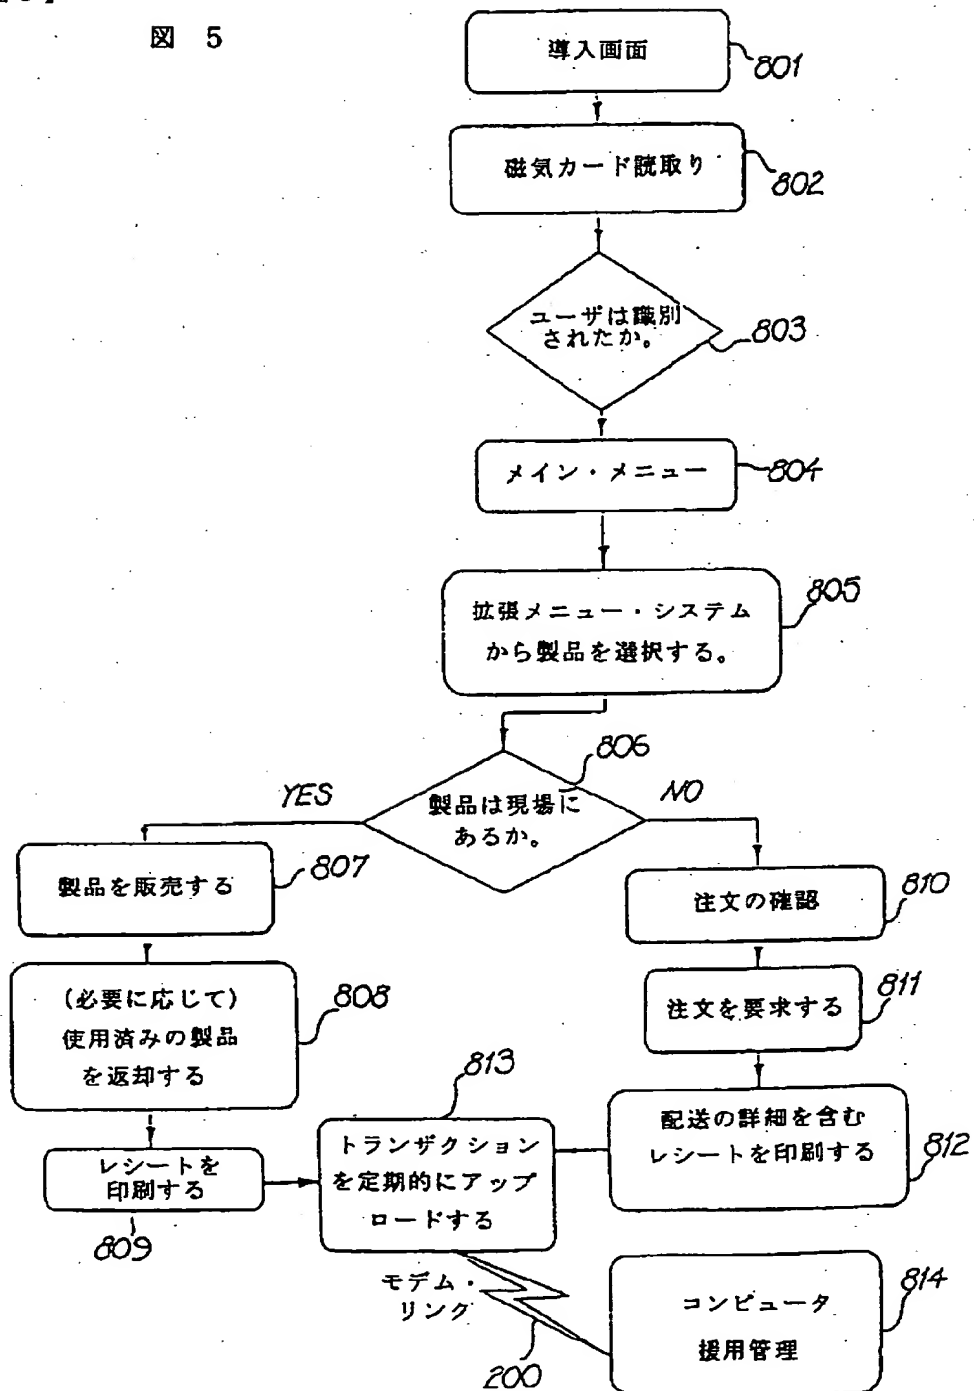 図 5
導入画面
801
磁気カード読取り
802
ユーザは識別
されたか。
803
メイン・メニュー
804
拡張メニュー・システム
から製品を選択する。
805
806
製品は現場に
あるか。
YES
NO
製品を販売する
807
注文の確認
810
(必要に応じて)
使用済みの製品
を返却する
808
注文を要求する
811
813
トランザクション
を定期的にアップ
ロードする
配送の詳細を含む
レシートを印刷する
812
レシートを
印刷する
809
モデム・
リンク
200
コンピュータ
援用管理
814